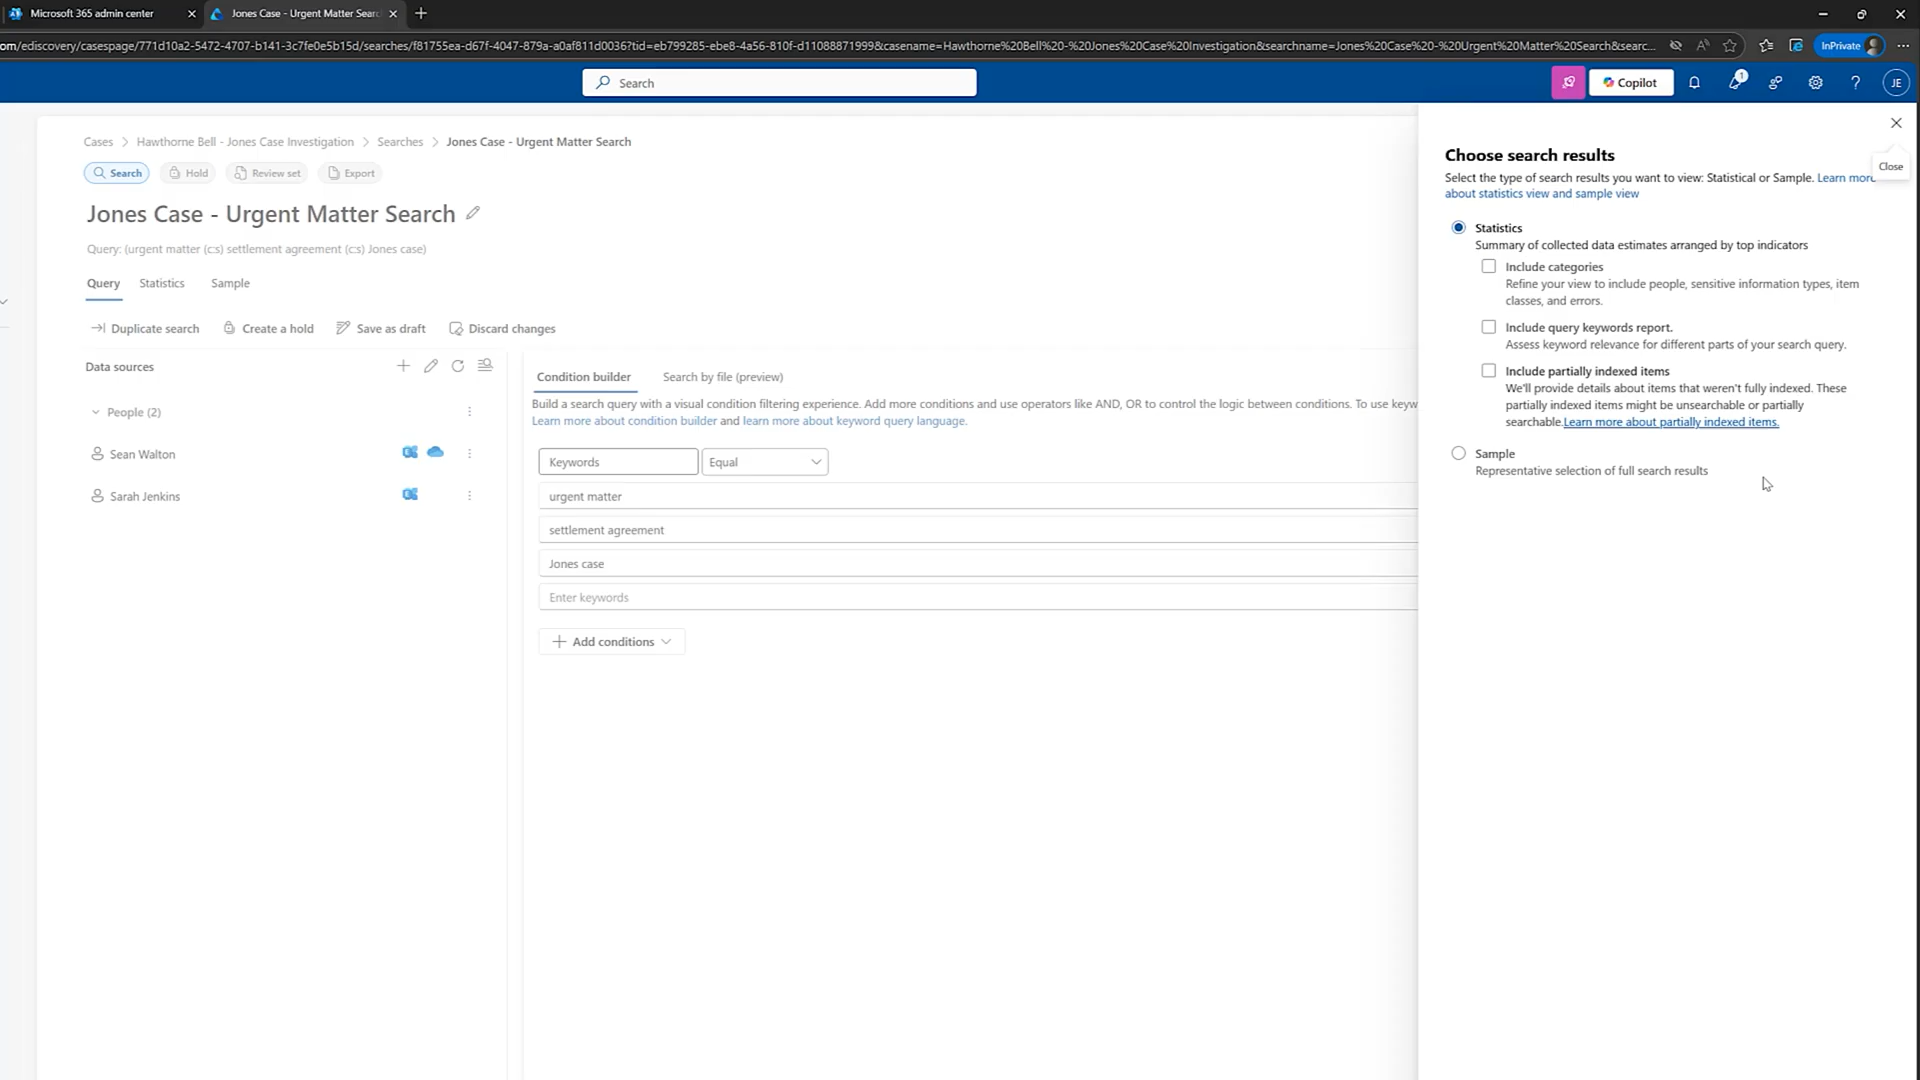 Microsoft 365 admin center
Jones Case - Urgent Matter Searc
om/ediscovery/casespage/771d10a2-5472-4707-b141-3c7fe0e5b15d/searches/f81755ea-d67f-4047-879a-a0af811d0036?tid=eb799285-ebe8-4a56-810f-d11088871999&casename=Hawthorne%20Bell%20-%20Jones%20Case%20Investigation&searchname=Jones%20Case%20-%20Urgent%20Matter%20Search&searc...
InPrivate
Search
Copilot
1
JE
Cases > Hawthorne Bell - Jones Case Investigation > Searches > Jones Case - Urgent Matter Search
Search
Hold
Review set
Export
Jones Case - Urgent Matter Search
Query: (urgent matter (c:s) settlement agreement (c:s) Jones case)
Query
Statistics
Sample
Duplicate search
Create a hold
Save as draft
Discard changes
Data sources
People (2)
Sean Walton
Sarah Jenkins
Condition builder
Search by file (preview)
Build a search query with a visual condition filtering experience. Add more conditions and use operators like AND, OR to control the logic between conditions. To use keyw
Learn more about condition builder and learn more about keyword query language.
Keywords
Equal
urgent matter
settlement agreement
Jones case
Enter keywords
Add conditions
Close
Choose search results
Select the type of search results you want to view: Statistical or Sample. Learn more
about statistics view and sample view
Statistics
Summary of collected data estimates arranged by top indicators
Include categories
Refine your view to include people, sensitive information types, item
classes, and errors.
Include query keywords report.
Assess keyword relevance for different parts of your search query.
Include partially indexed items
We'll provide details about items that weren't fully indexed. These
partially indexed items might be unsearchable or partially
searchable.Learn more about partially indexed items.
Sample
Representative selection of full search results